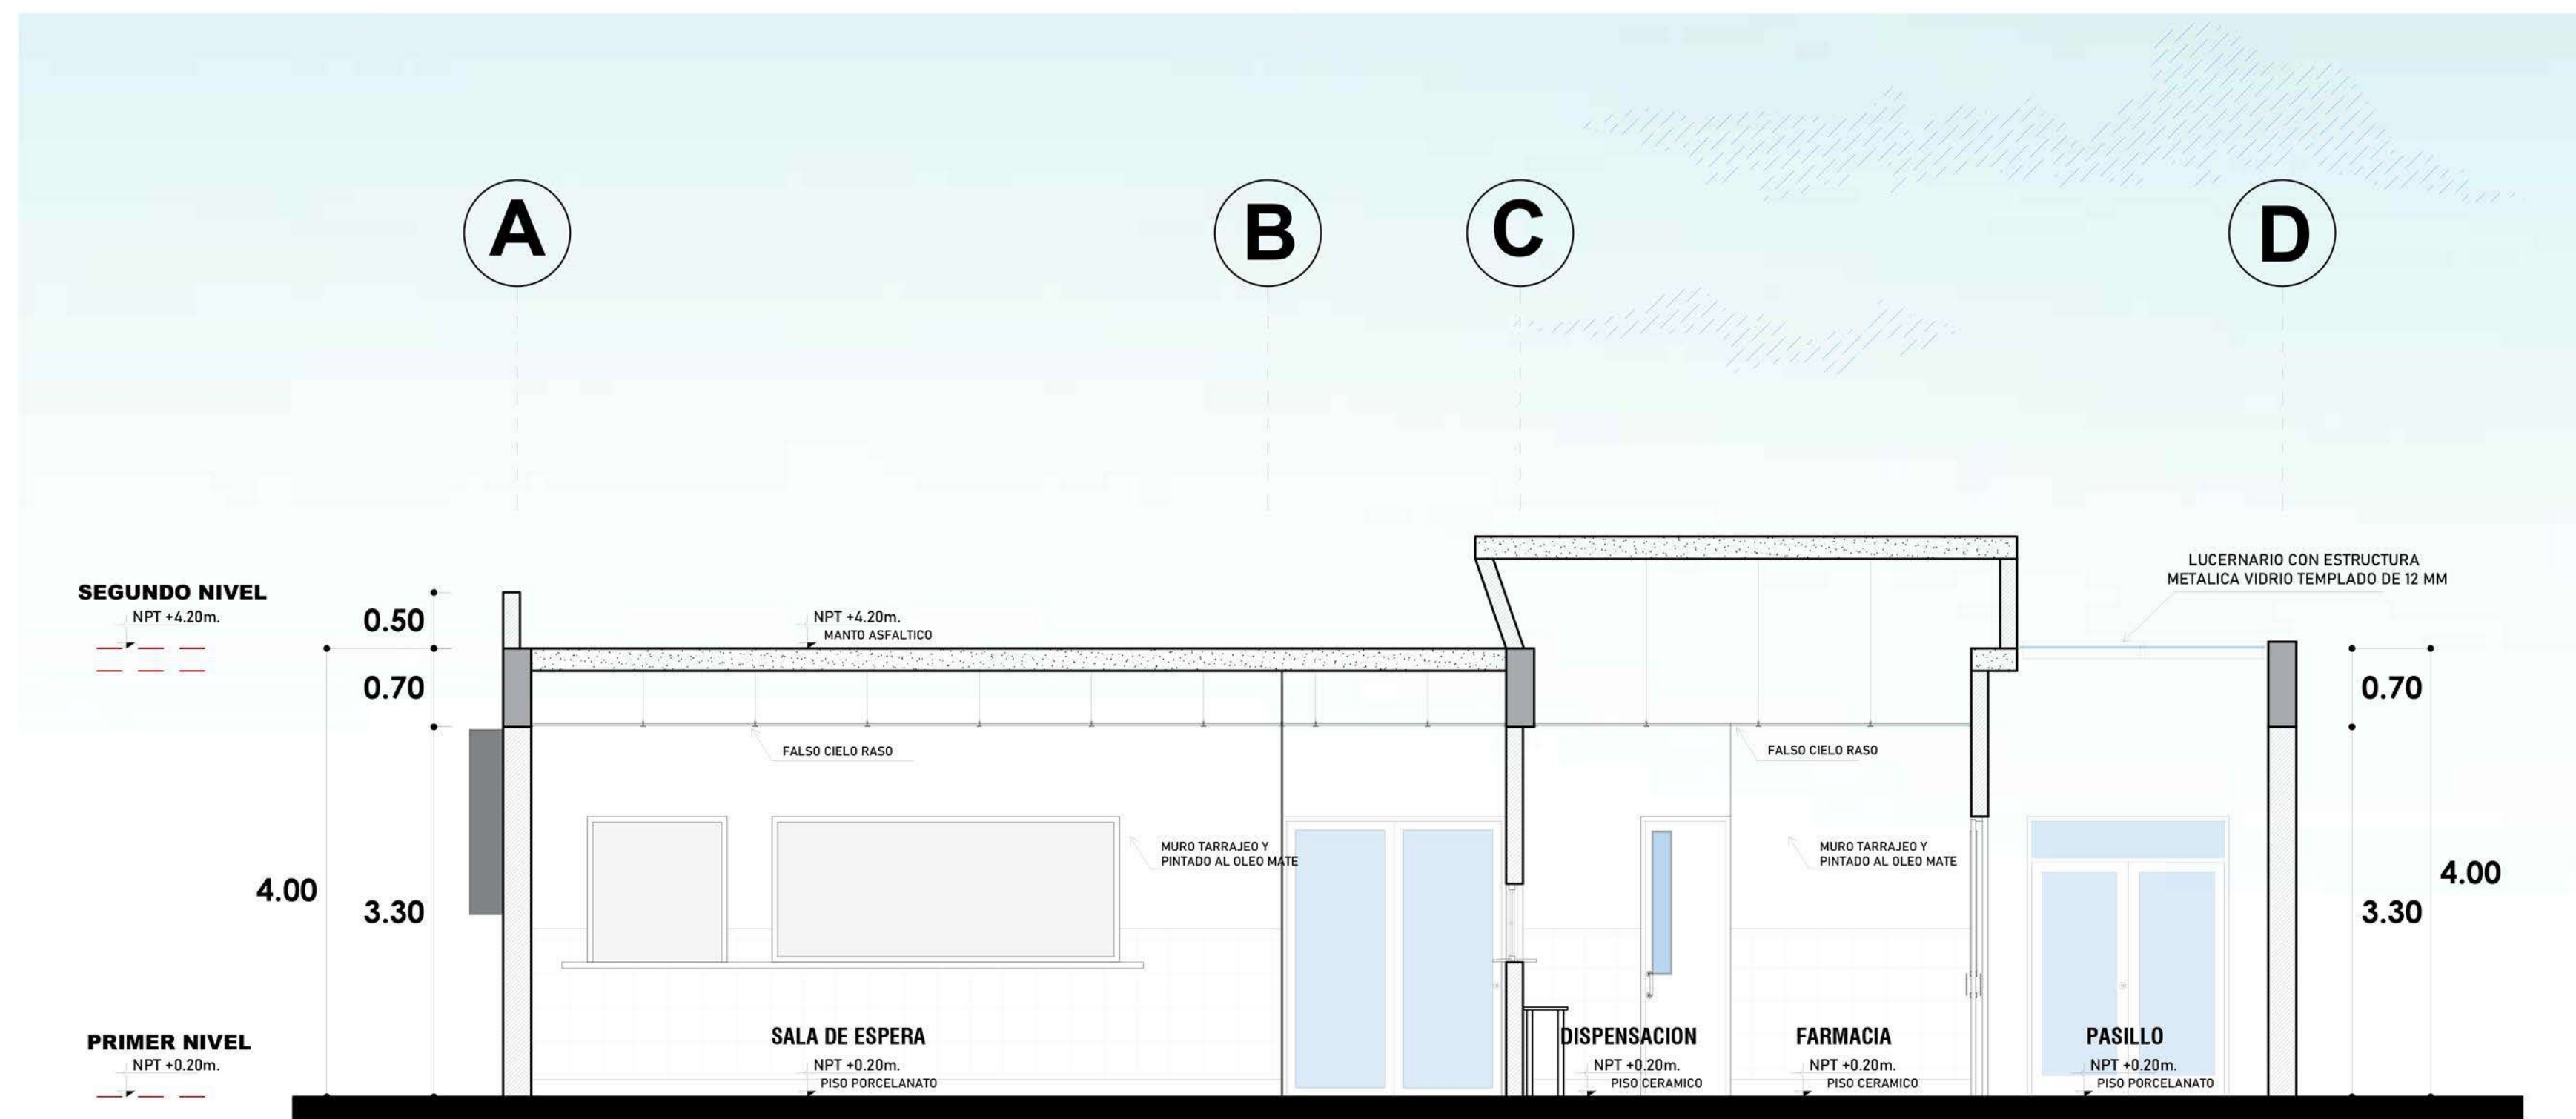 A
B
C
D
LUCERNARIO CON ESTRUCTURA
METALICA VIDRIO TEMPLADO DE 12 MM
SEGUNDO NIVEL
NPT +4.20m.
0.50
NPT +4.20m.
MANTO ASFALTICO
0.70
0.70
FALSO CIELO RASO
FALSO CIELO RASO
MURO TARRAJEO Y
PINTADO AL OLEO MATE
MURO TARRAJEO Y
PINTADO AL OLEO MATE
4.00
3.30
3.30
4.00
PRIMER NIVEL
NPT +0.20m.
SALA DE ESPERA
NPT +0.20m.
PISO PORCELANATO
DISPENSACION
NPT +0.20m.
PISO CERAMICO
FARMACIA
NPT +0.20m.
PISO CERAMICO
PASILLO
NPT +0.20m.
PISO PORCELANATO